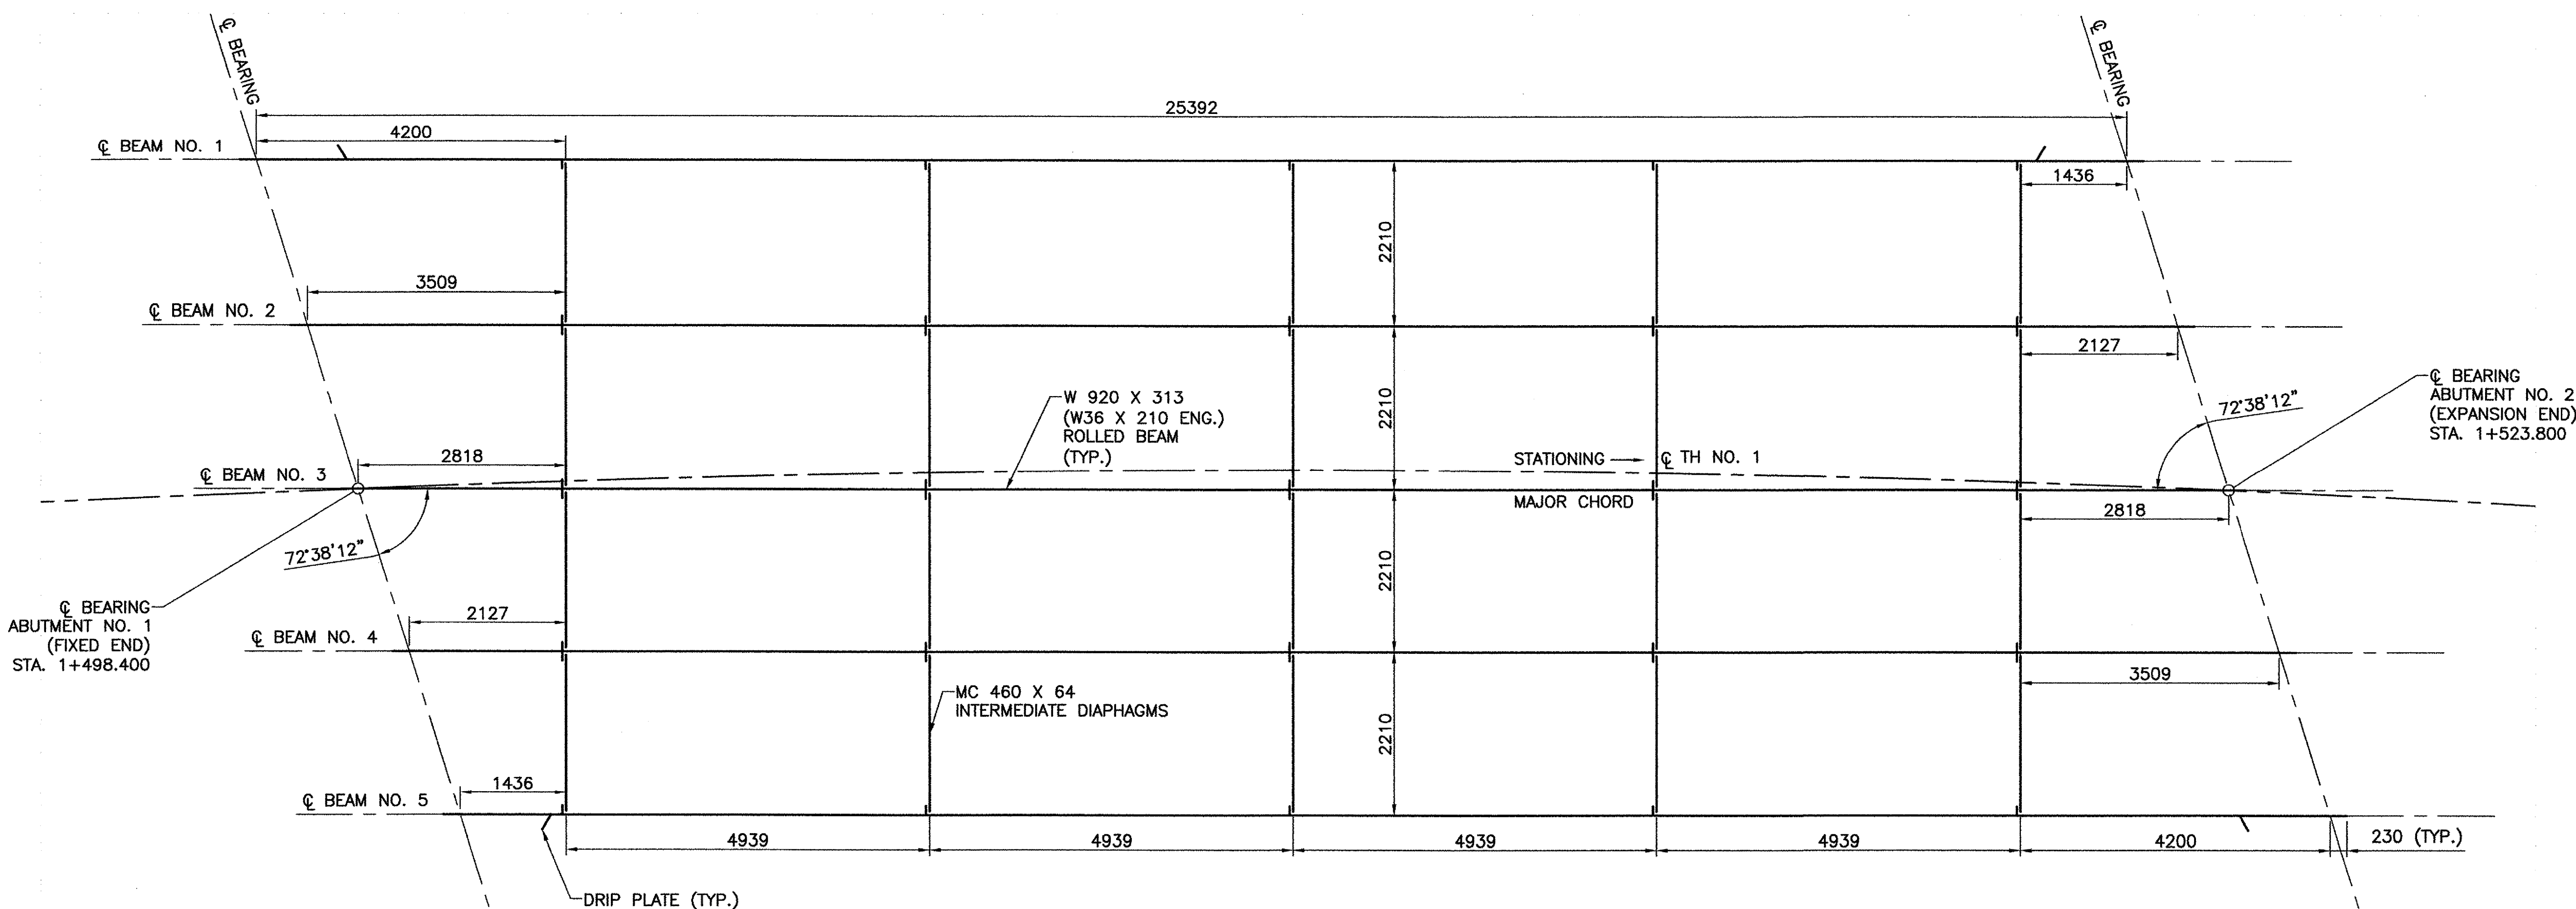 ℄ BEARING
℄ BEARING
25392
4200
℄ BEAM NO. 1
1436
2210
3509
℄ BEAM NO. 2
2127
W 920 X 313
(W36 X 210 ENG.)
ROLLED BEAM
(TYP.)
2210
℄ BEARING
ABUTMENT NO. 2
(EXPANSION END)
STA. 1+523.800
72°38'12"
2818
STATIONING
℄ TH NO. 1
℄ BEAM NO. 3
MAJOR CHORD
2818
72°38'12"
2210
℄ BEARING
ABUTMENT NO. 1
(FIXED END)
STA. 1+498.400
2127
℄ BEAM NO. 4
3509
MC 460 X 64
INTERMEDIATE DIAPHAGMS
2210
1436
℄ BEAM NO. 5
4939
4939
4939
4939
4200
230 (TYP.)
DRIP PLATE (TYP.)